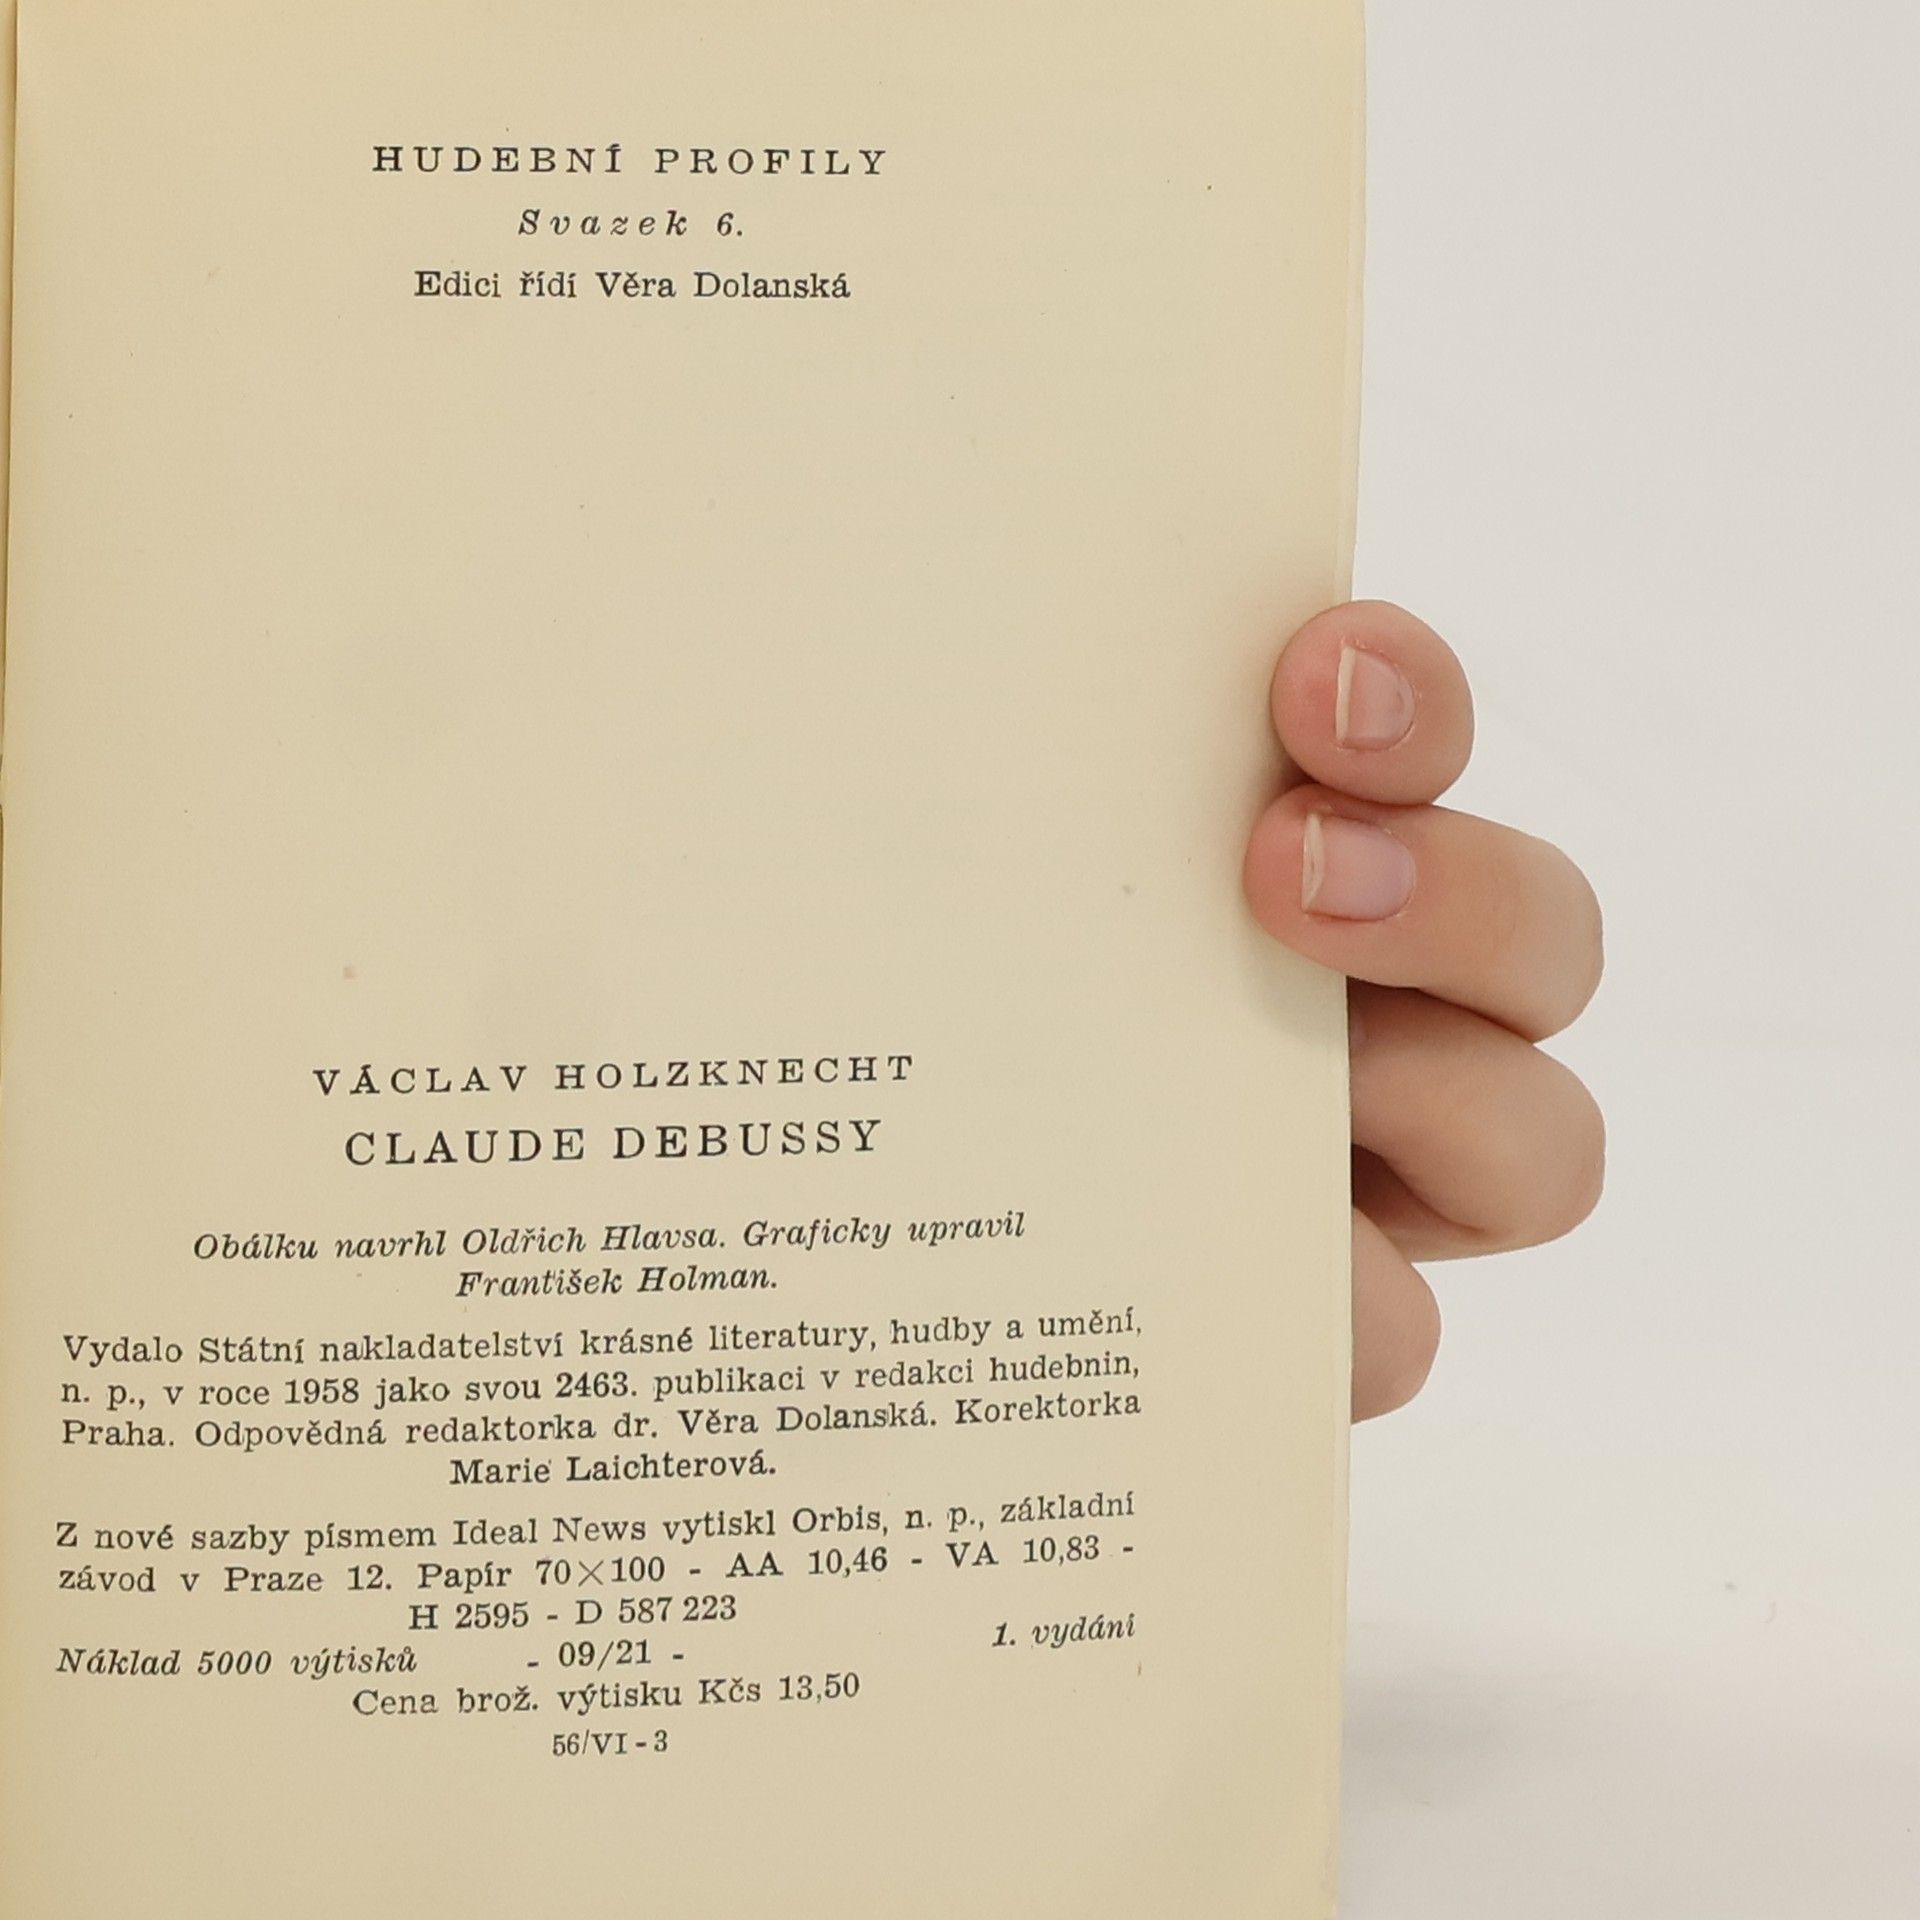 HUDEBNÍ PROFILY
Svazek 6.
Edici řídí Věra Dolanská
VÁCLAV HOLZKNECHT
CLAUDE DEBUSSY
Obálku navrhl Oldřich Hlavsa. Graficky upravil
František Holman.
Vydalo Státní nakladatelství krásné literatury, hudby a umění,
n. p., v roce 1958 jako svou 2463. publikaci v redakci hudebnin,
Praha. Odpovědná redaktorka dr. Věra Dolanská. Korektorka
Marie Laichterová.
Z nové sazby písmem Ideal News vytiskl Orbis, n. p., základní
závod v Praze 12. Papír 70×100 - AA 10,46 - VA 10,83 -
H 2595 - D 587 223
Náklad 5000 výtisků - 09/21 - 1. vydání
Cena brož. výtisku Kčs 13,50
56/VI - 3